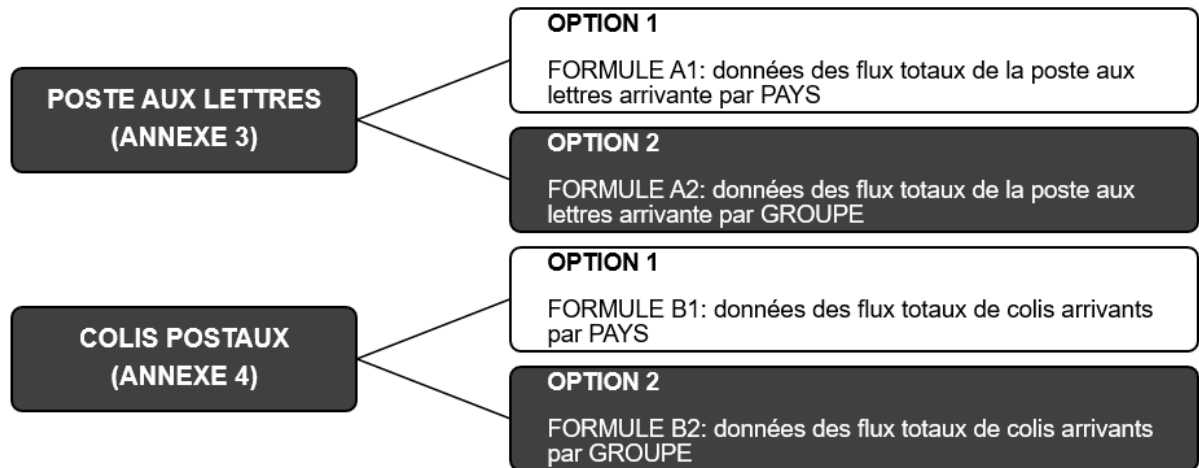 POSTE AUX LETTRES
(ANNEXE 3)
OPTION 1
FORMULE A1: données des flux totaux de la poste aux
lettres arrivante par PAYS
OPTION 2
FORMULE A2: données des flux totaux de la poste aux
lettres arrivante par GROUPE
COLIS POSTAUX
(ANNEXE 4)
OPTION 1
FORMULE B1: données des flux totaux de colis arrivants
par PAYS
OPTION 2
FORMULE B2: données des flux totaux de colis arrivants
par GROUPE